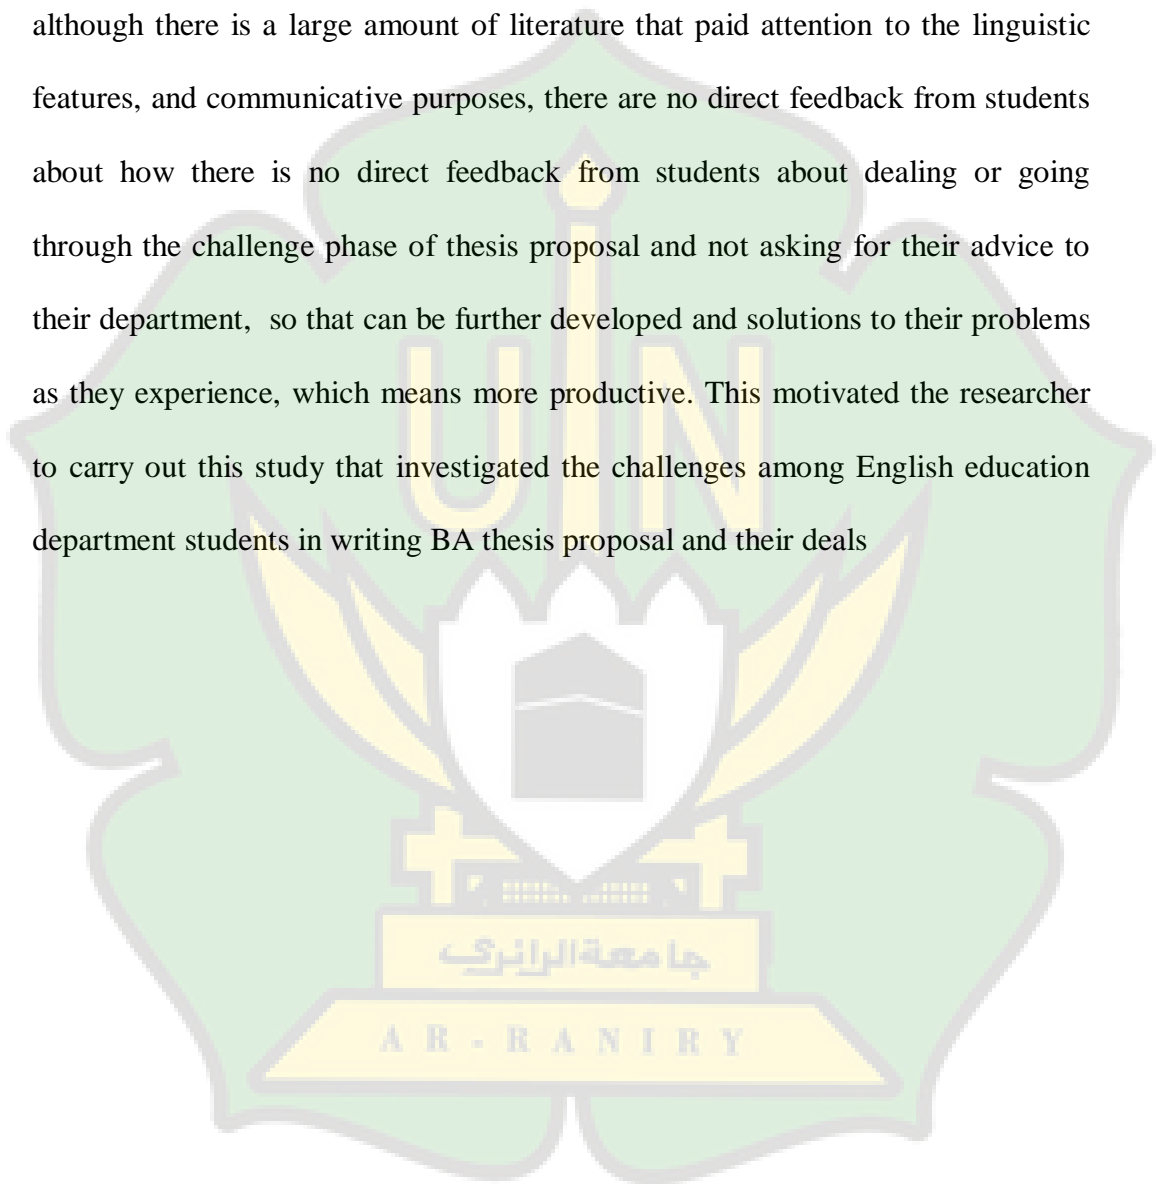 although there is a large amount of literature that paid attention to the linguistic
features, and communicative purposes, there are no direct feedback from students
about how there is no direct feedback from students about dealing or going
through the challenge phase of thesis proposal and not asking for their advice to
their department,  so that can be further developed and solutions to their problems
as they experience, which means more productive. This motivated the researcher
to carry out this study that investigated the challenges among English education
department students in writing BA thesis proposal and their deals
UIN
جامعة الرانري
AR-RANIRY